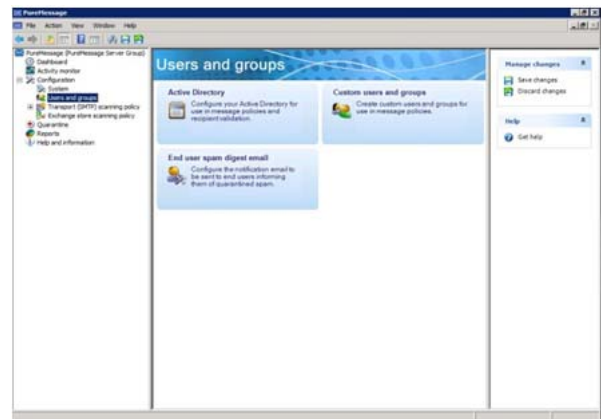 PureMessage
File Action View Window Help
PureMessage (PureMessage Server Group)
Dashboard
Activity monitor
Configuration
System
Users and groups
Transport (SMTP) scanning policy
Exchange store scanning policy
Quarantine
Reports
Help and information
Users and groups
Active Directory
Configure your Active Directory for
use in message policies and
recipient validation.
Custom users and groups
Create custom users and groups for
use in message policies.
End user spam digest email
Configure the notification email to
be sent to end users informing
them of quarantined spam.
Manage changes
Save changes
Discard changes
Help
Get help